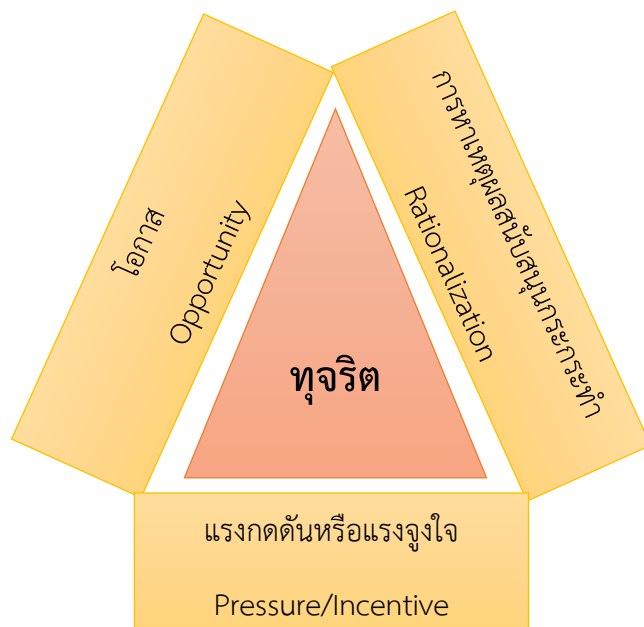 โอกาส
Opportunity
การหาเหตุผลสนับสนุนกระกระทำ
Rationalization
ทุจริต
แรงกดดันหรือแรงจูงใจ
Pressure/Incentive